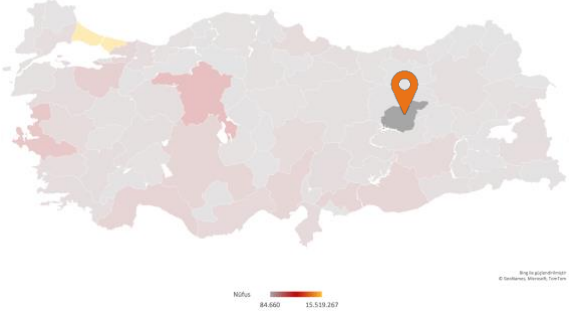 Bing ile güçlendirilmiştir
© GeoNames, Microsoft, TomTom
Nüfus
84.660 15.519.267